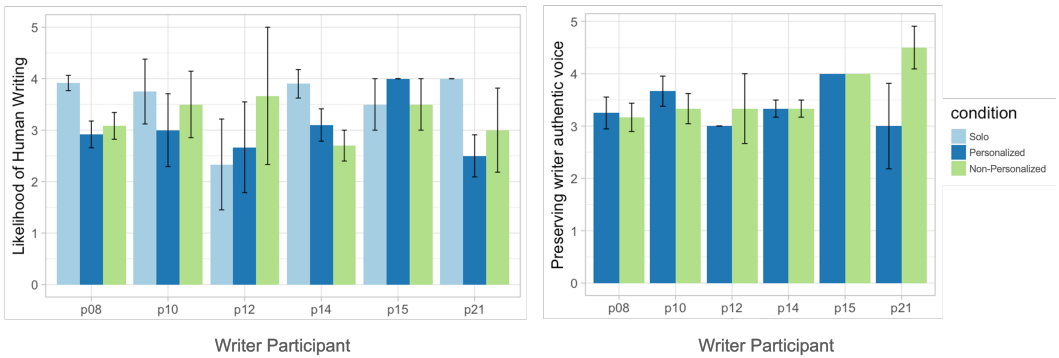 Likelihood of Human Writing
5
4
3
2
1
0
p08 p10 p12 p14 p15 p21
Writer Participant
Preserving writer authentic voice
5
4
3
2
1
0
p08 p10 p12 p14 p15 p21
Writer Participant
condition
Solo
Personalized
Non-Personalized